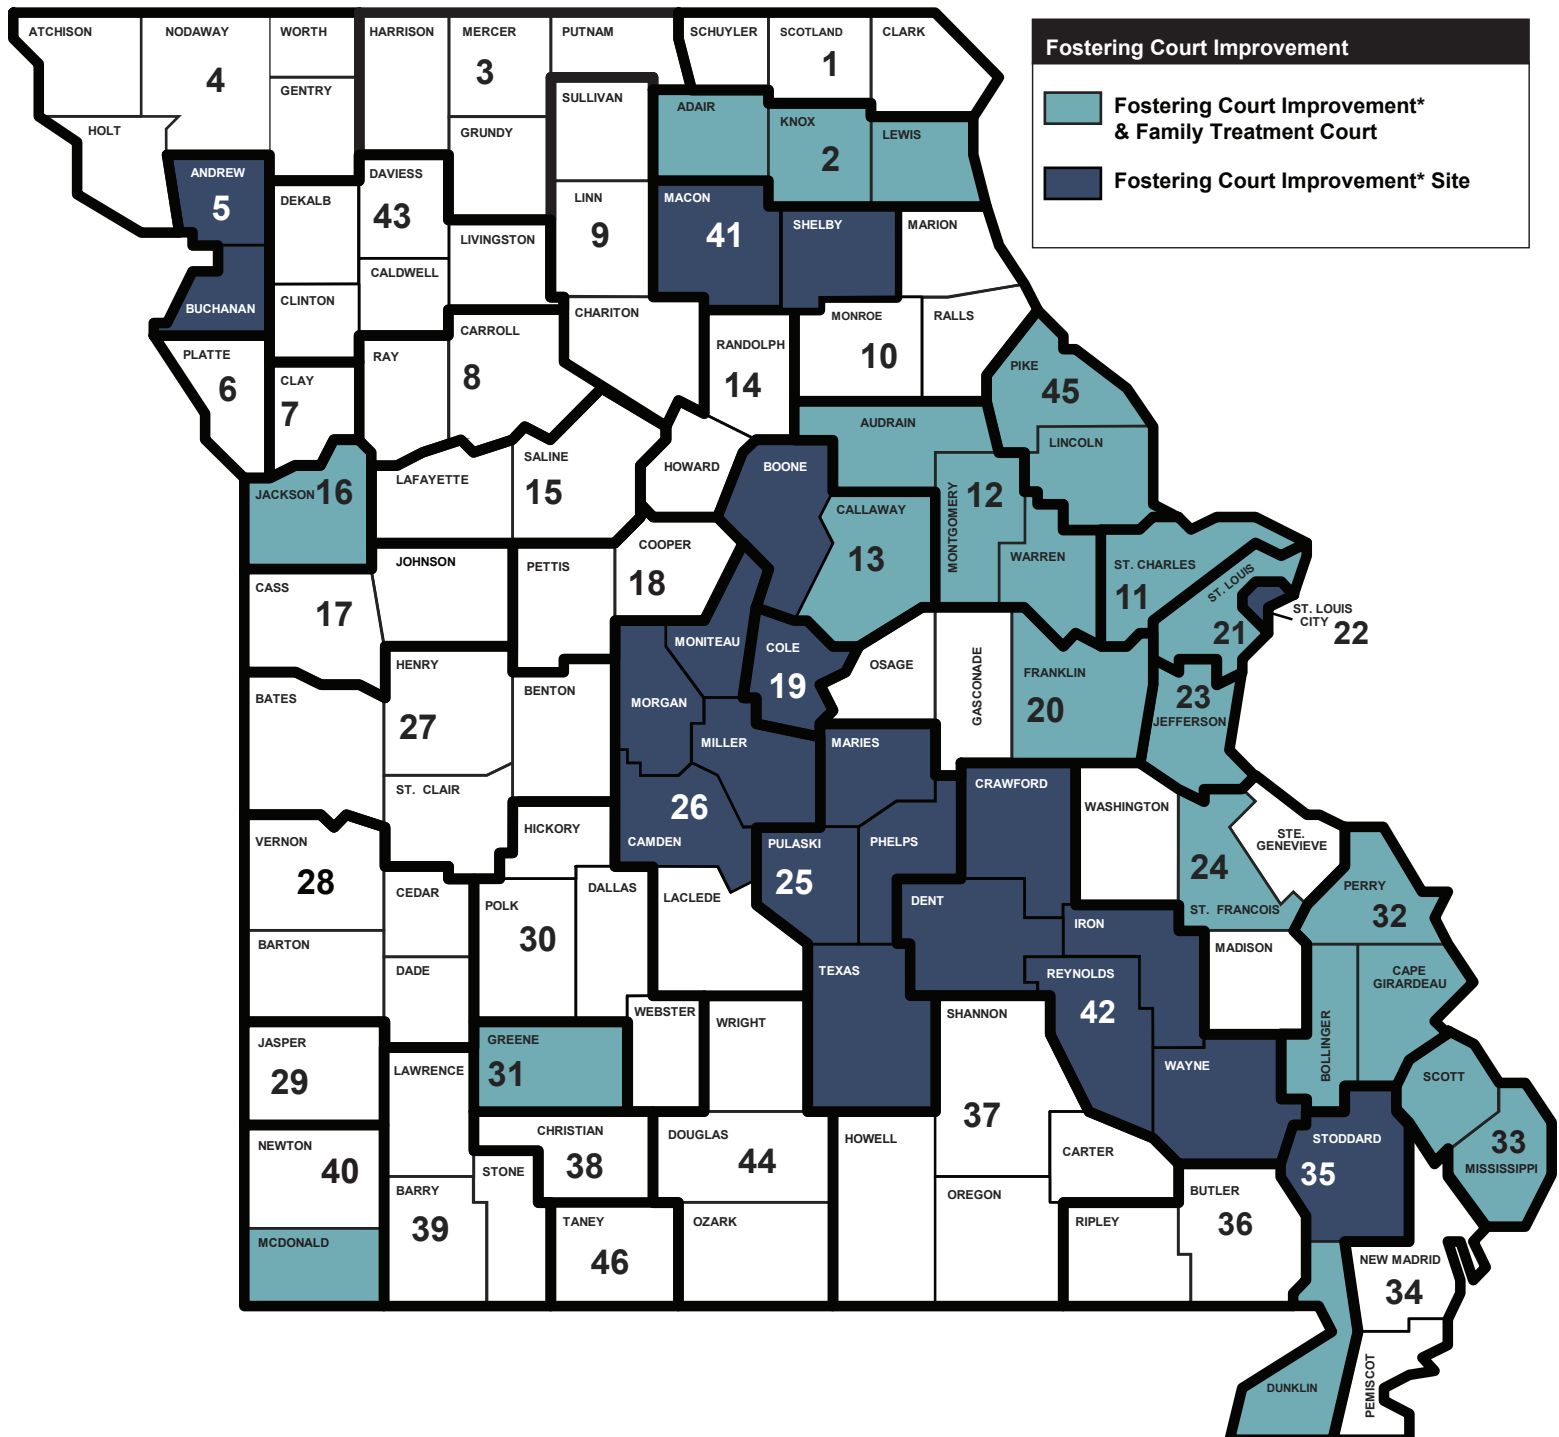 Fostering Court Improvement
Fostering Court Improvement*
& Family Treatment Court
Fostering Court Improvement* Site
ATCHISON
NODAWAY
WORTH
HARRISON
MERCER
PUTNAM
SCHUYLER
SCOTLAND
CLARK
4
3
1
GENTRY
SULLIVAN
ADAIR
KNOX
LEWIS
HOLT
GRUNDY
2
ANDREW
5
DEKALB
DAVIESS
43
LINN
9
MACON
41
SHELBY
MARION
LIVINGSTON
CALDWELL
BUCHANAN
CLINTON
CHARITON
MONROE
RALLS
10
PLATTE
6
CLAY
7
RAY
CARROLL
8
RANDOLPH
14
PIKE
45
AUDRAIN
LINCOLN
JACKSON
16
LAFAYETTE
SALINE
15
HOWARD
BOONE
CALLAWAY
13
MONTGOMERY
12
WARREN
ST. CHARLES
11
ST. LOUIS
21
ST. LOUIS
CITY
22
CASS
17
JOHNSON
PETTIS
COOPER
18
MONITEAU
COLE
19
OSAGE
GASCONADE
FRANKLIN
20
23
JEFFERSON
BATES
HENRY
27
BENTON
MORGAN
MILLER
MARIES
ST. CLAIR
26
CAMDEN
CRAWFORD
WASHINGTON
STE.
GENEVIEVE
VERNON
28
HICKORY
PULASKI
25
PHELPS
24
ST. FRANCOIS
PERRY
32
CEDAR
POLK
30
DALLAS
LACLEDE
DENT
IRON
MADISON
BARTON
DADE
TEXAS
REYNOLDS
42
CAPE
GIRARDEAU
BOLLINGER
WEBSTER
WRIGHT
SHANNON
JASPER
29
LAWRENCE
GREENE
31
WAYNE
SCOTT
37
NEWTON
40
CHRISTIAN
38
STONE
DOUGLAS
44
HOWELL
CARTER
STODDARD
35
33
MISSISSIPPI
BARRY
39
OREGON
BUTLER
36
MCDONALD
TANEY
46
OZARK
RIPLEY
NEW MADRID
34
DUNKLIN
PEMISCOT